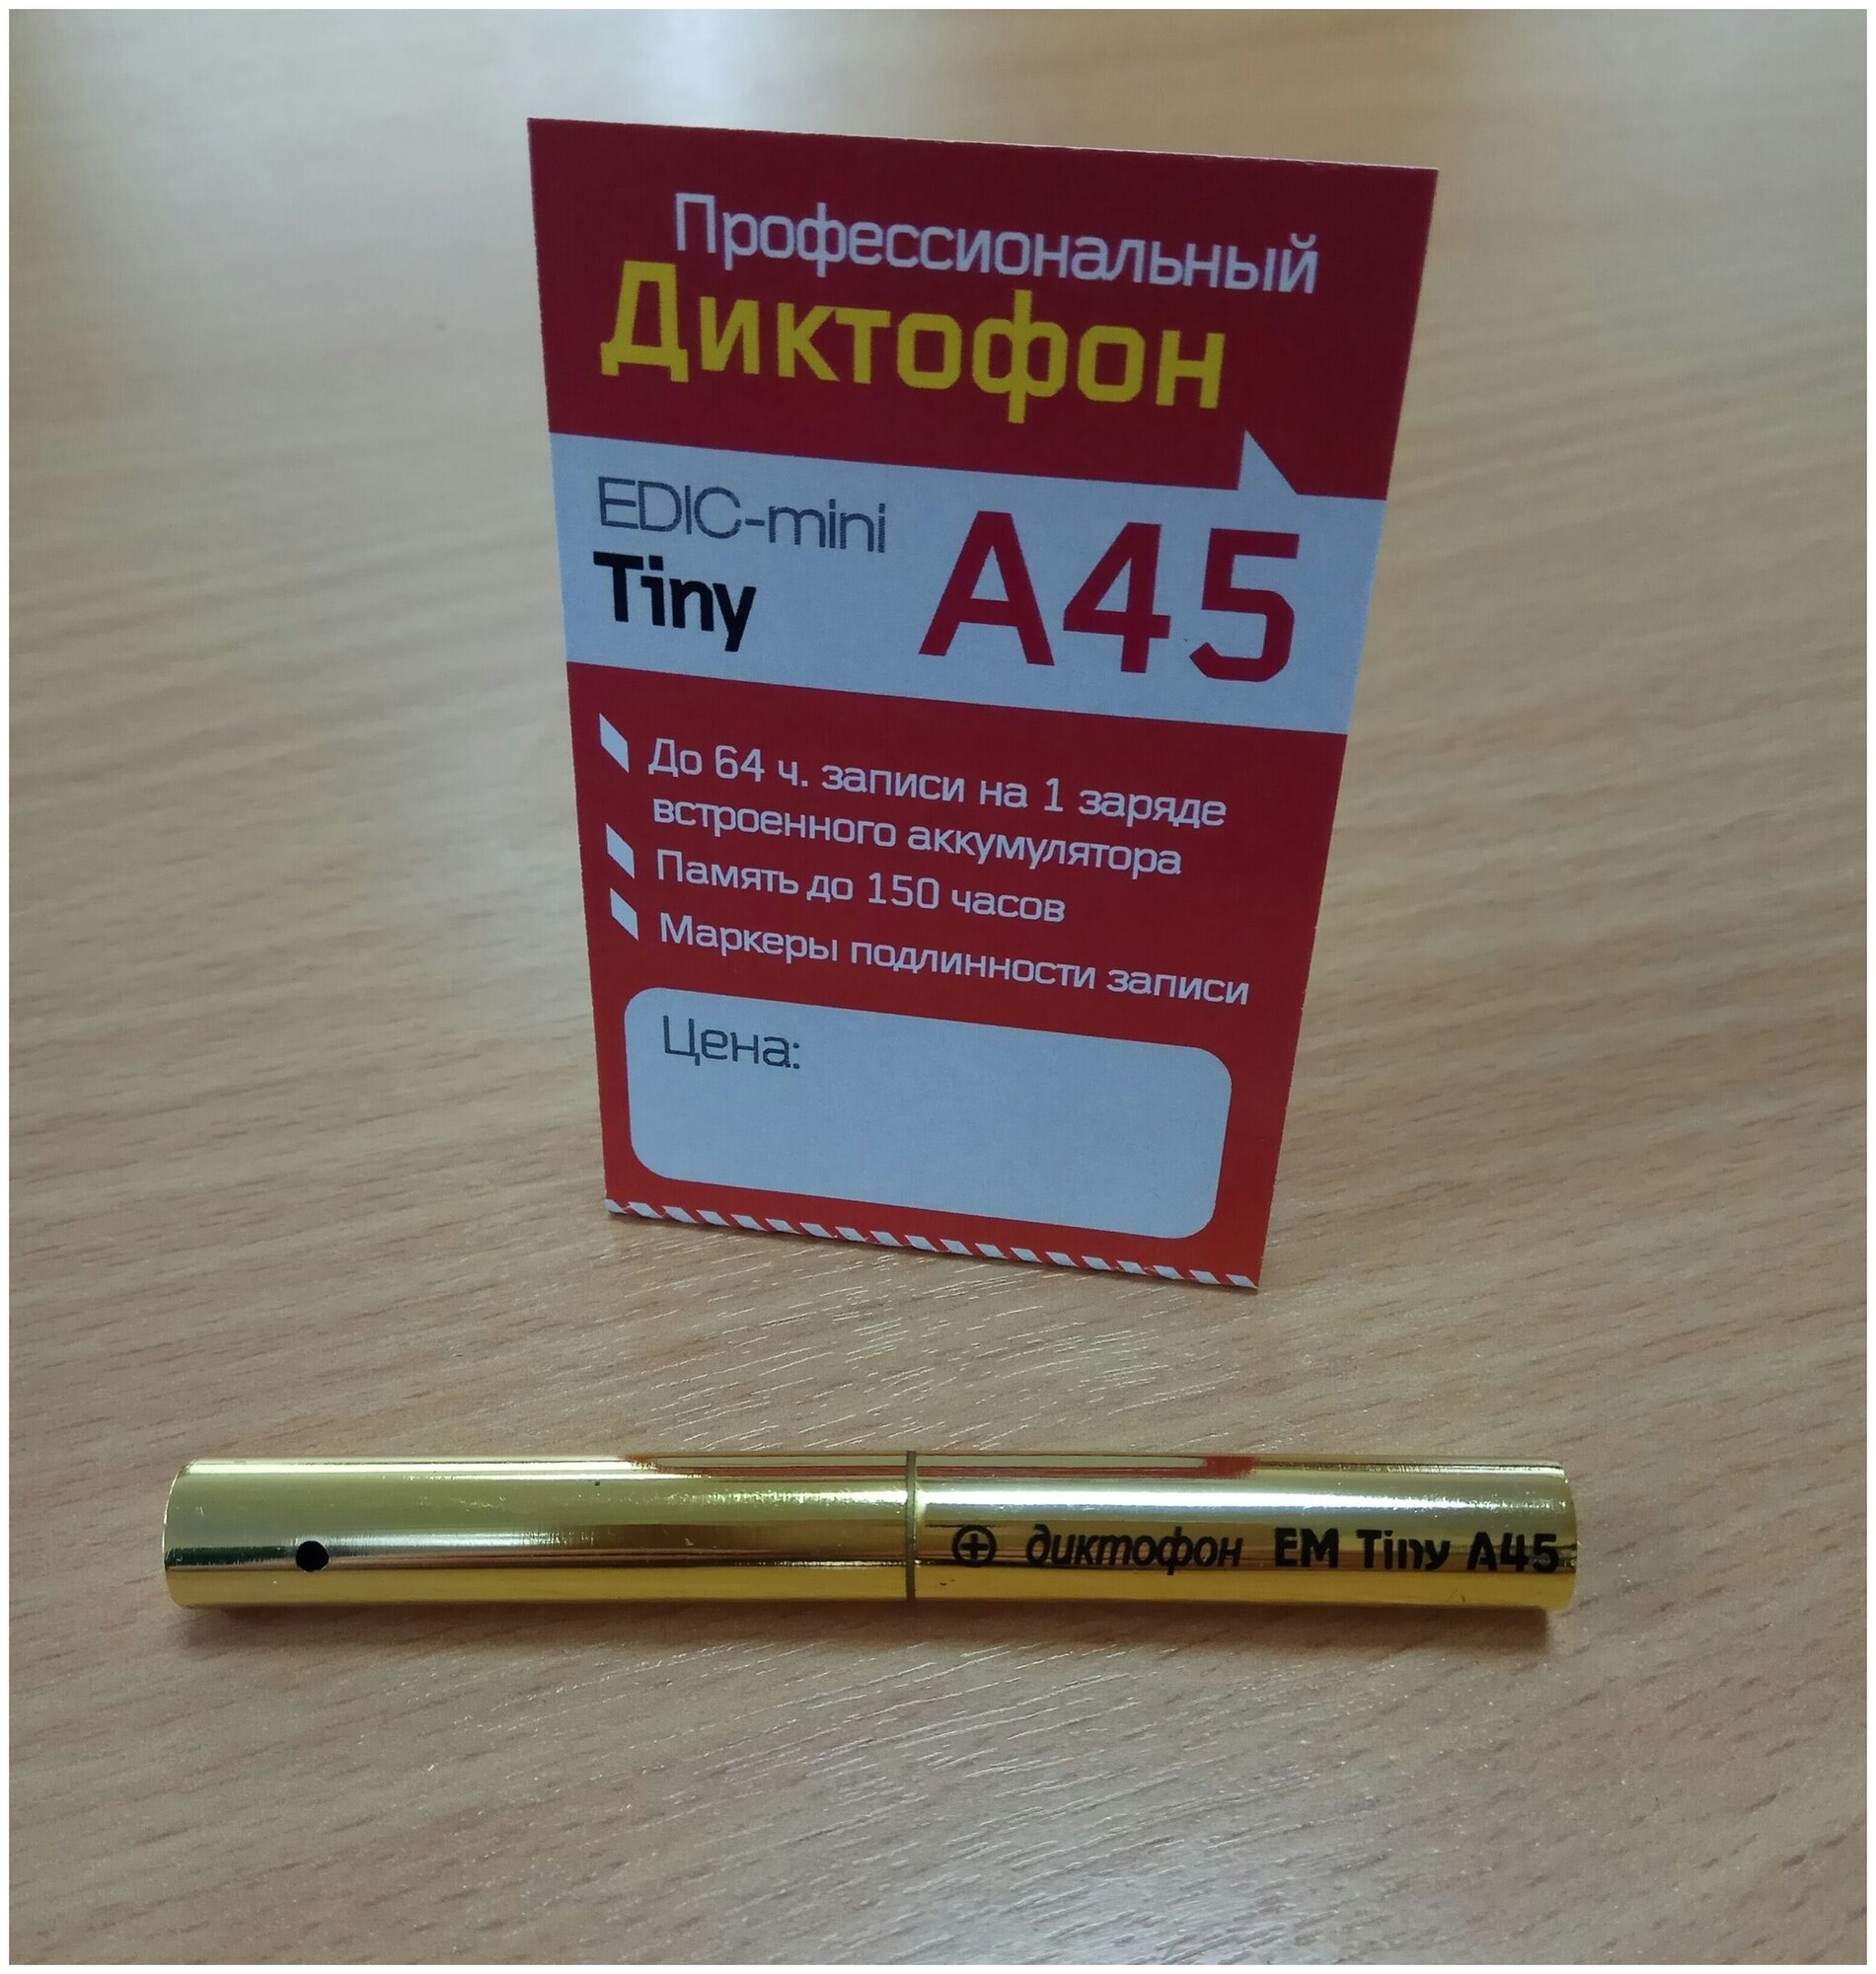 Профессиональный
Диктофон
EDIC-mini
Tiny
A45
До 64 ч. записи на 1 заряде
встроенного аккумулятора
Память до 150 часов
Маркеры подлинности записи
Цена:
диктофон EM Tiny A45